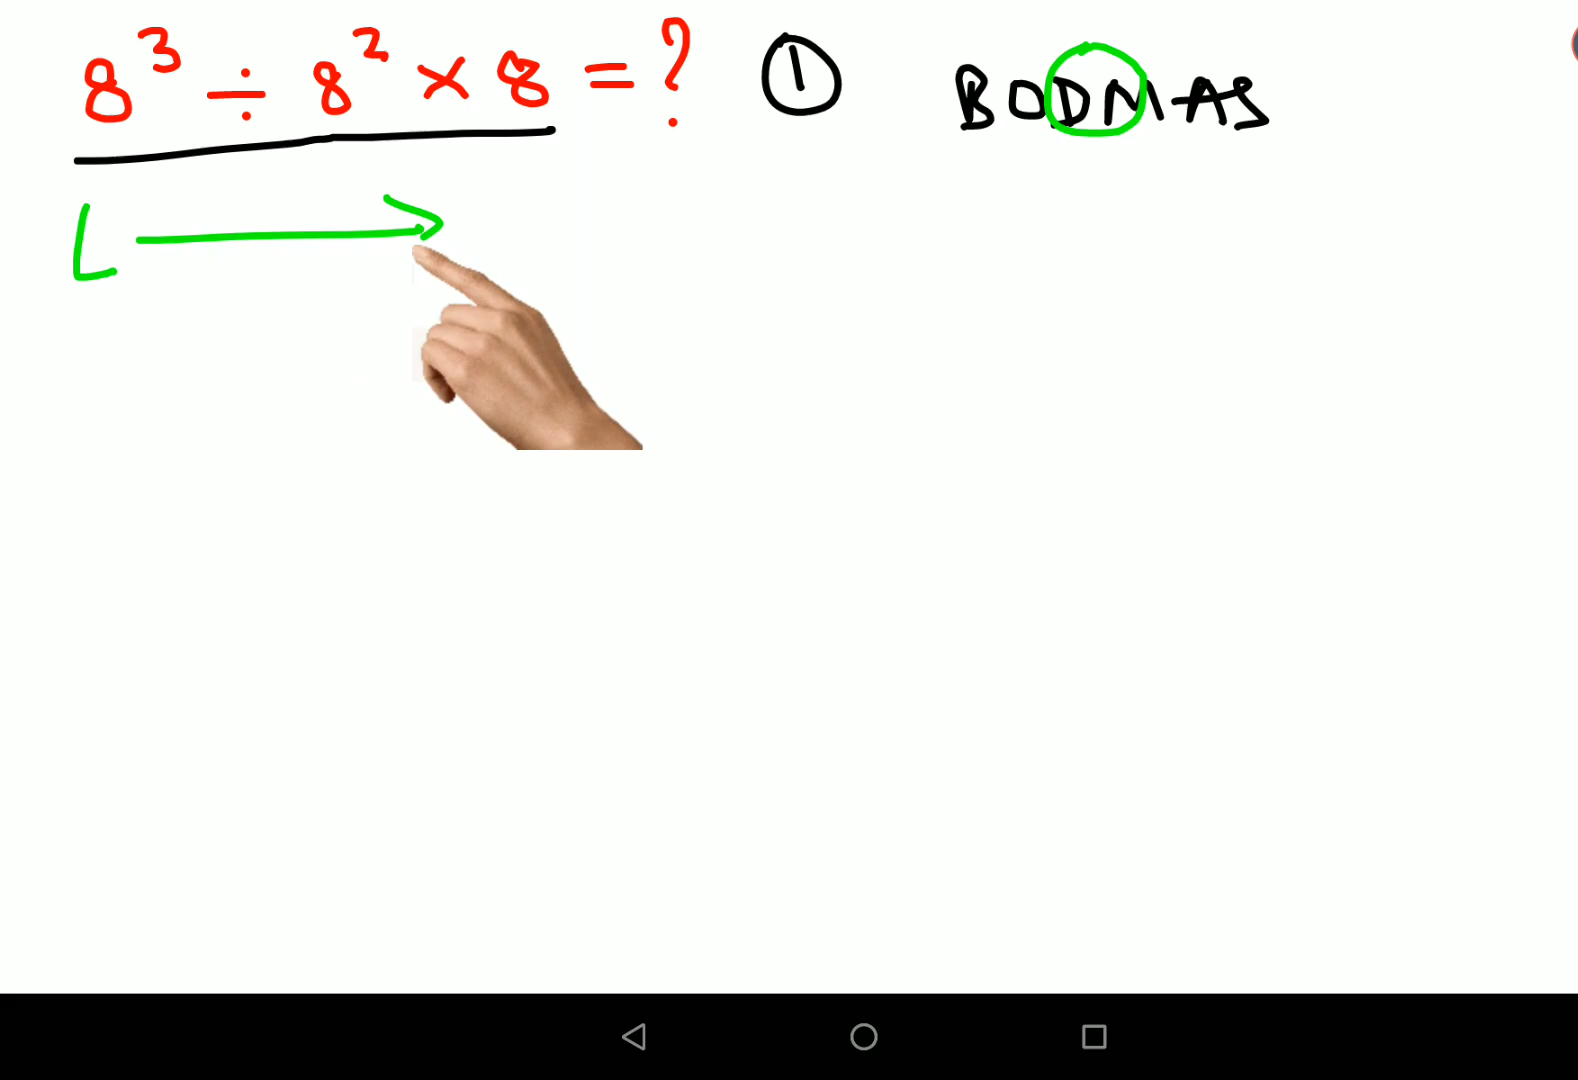 8³ ÷ 8² × 8 = ? ① BODMAS
L